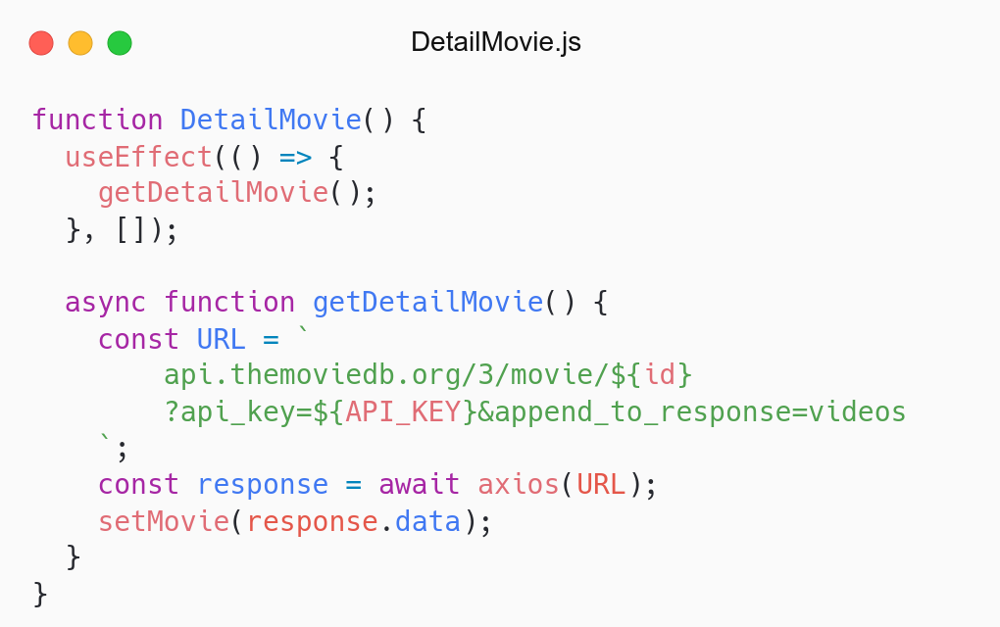 DetailMovie.js
function DetailMovie() {
  useEffect(() => {
    getDetailMovie();
  }, []);

  async function getDetailMovie() {
    const URL = `
        api.themoviedb.org/3/movie/${id}
        ?api_key=${API_KEY}&append_to_response=videos
    `;
    const response = await axios(URL);
    setMovie(response.data);
  }
}